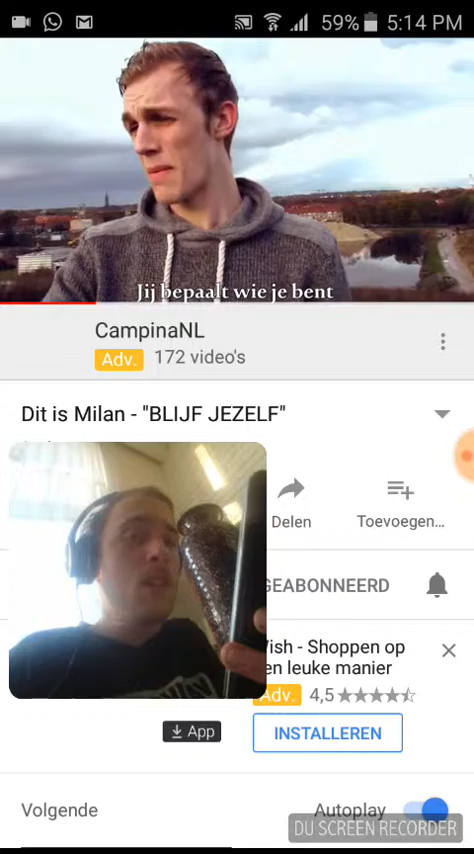 59% 5:14 PM
Jij bepaalt wie je bent
CampinaNL
Adv. 172 video's
Dit is Milan - "BLIJF JEZELF"
Delen
Toevoegen...
GEABONNEERD
Wish - Shoppen op
en leuke manier
Adv. 4,5
App
INSTALLEREN
Volgende
Autoplay
DU SCREEN RECORDER